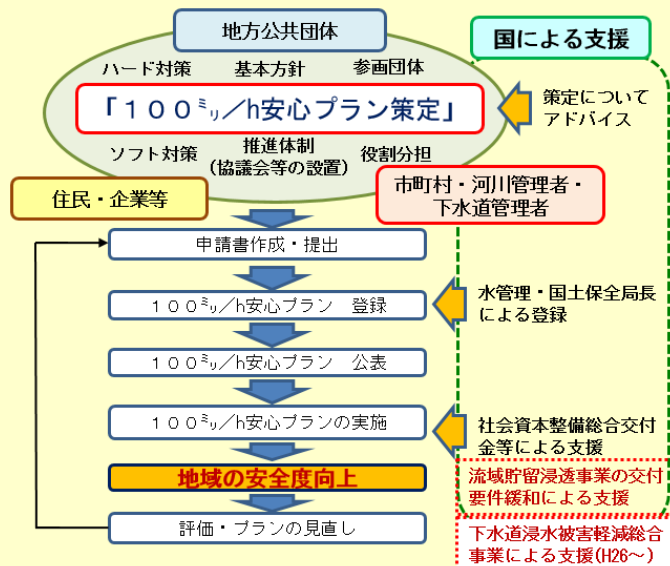 地方公共団体
国による支援
ハード対策 基本方針 参画団体
「１００㍉/h安心プラン策定」
策定について
アドバイス
ソフト対策 推進体制 役割分担
(協議会等の設置)
住民・企業等
市町村・河川管理者・
下水道管理者
申請書作成・提出
１００㍉/h安心プラン 登録
水管理・国土保全局長
による登録
１００㍉/h安心プラン 公表
１００㍉/h安心プランの実施
社会資本整備総合交付
金等による支援
地域の安全度向上
流域貯留浸透事業の交付
要件緩和による支援
評価・プランの見直し
下水道浸水被害軽減総合
事業による支援(H26～)